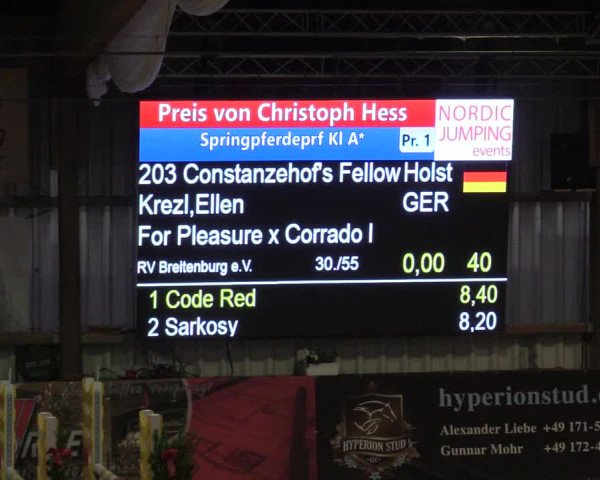 Preis von Christoph Hess
Springpferdeprf Kl A* Pr. 1
NORDIC
JUMPING
events
203 Constanzehof's Fellow Holst
Krezl,Ellen GER
For Pleasure x Corrado I
RV Breitenburg e.V. 30./55 0,00 40
1 Code Red 8,40
2 Sarkosy 8,20
HYPERION STUD
hyperionstud.
Alexander Liebe +49 171-5
Gunnar Mohr +49 172-4